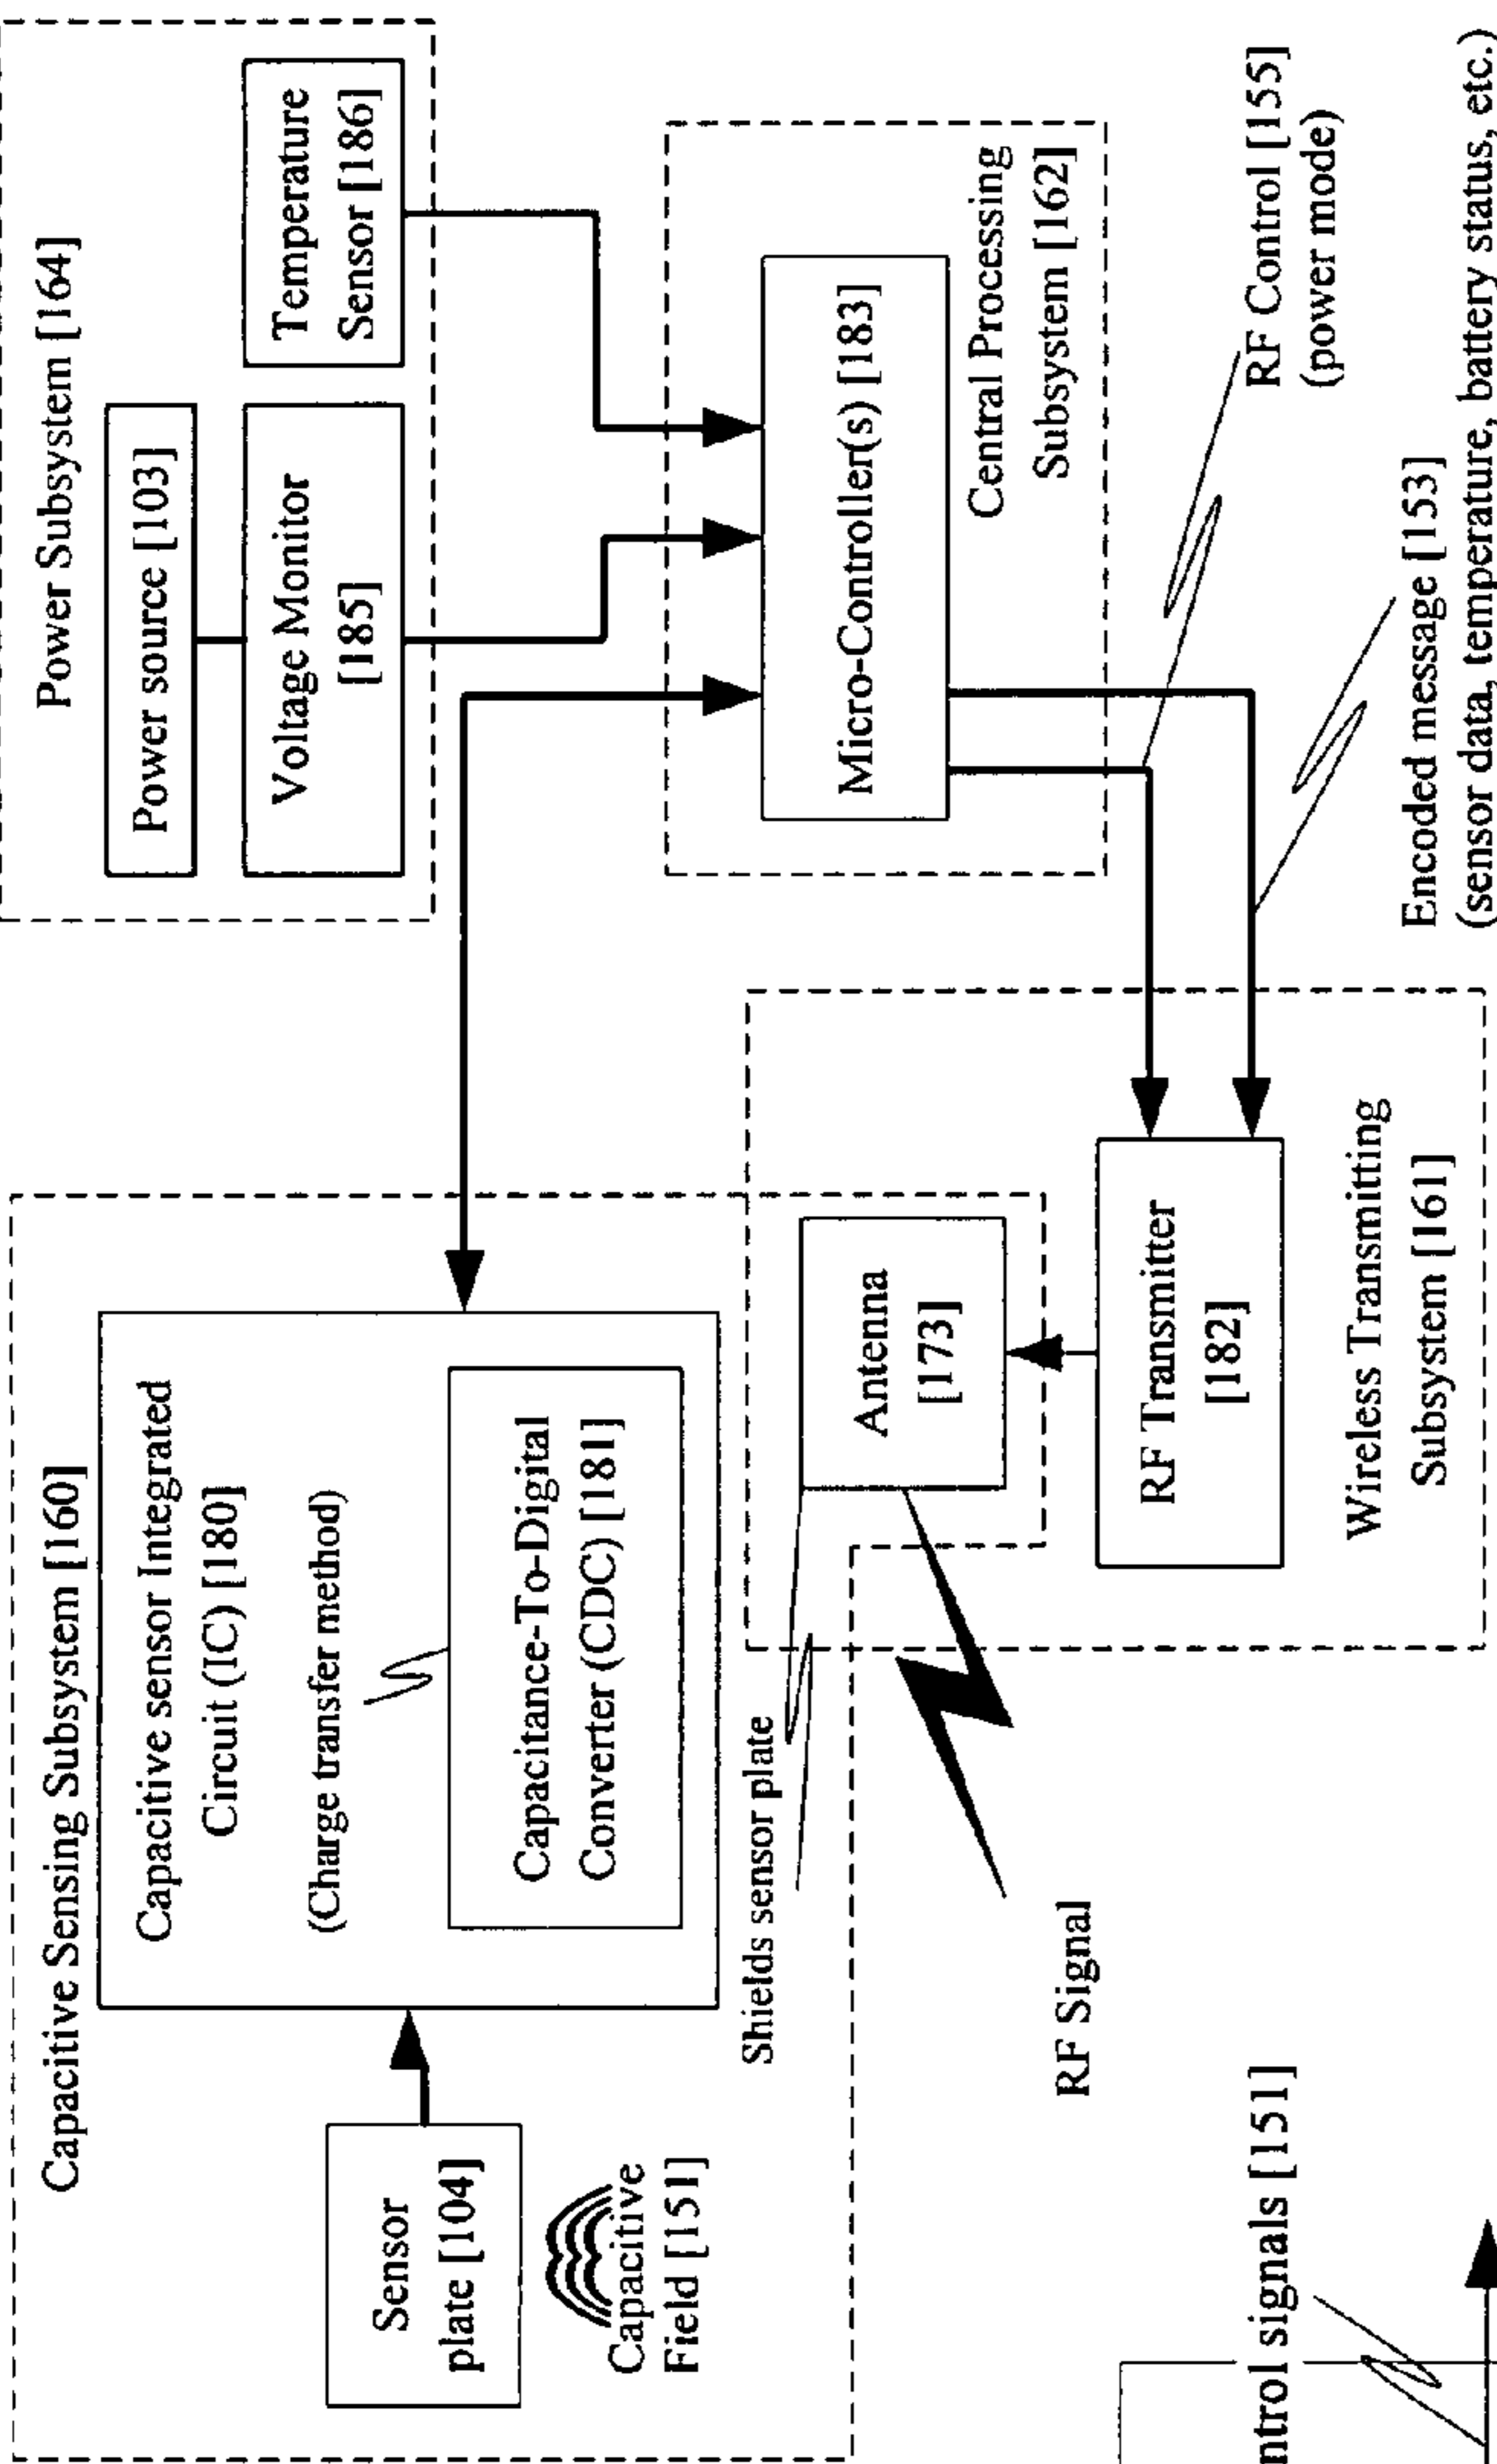 Capacitive Sensing Subsystem [160]
Capacitive sensor Integrated
Circuit (IC) [180]
(Charge transfer method)
Capacitance-To-Digital
Converter (CDC) [181]
Sensor
plate [104]
Capacitive
Field [151]
Shields sensor plate
Antenna
[173]
RF Signal
RF Transmitter
[182]
Wireless Transmitting
Subsystem [161]
Power Subsystem [164]
Power source [103]
Voltage Monitor
[185]
Temperature
Sensor [186]
Micro-Controller(s) [183]
Central Processing
Subsystem [162]
RF Control [155]
(power mode)
Encoded message [153]
(sensor data, temperature, battery status, etc.)
ntrol signals [151]